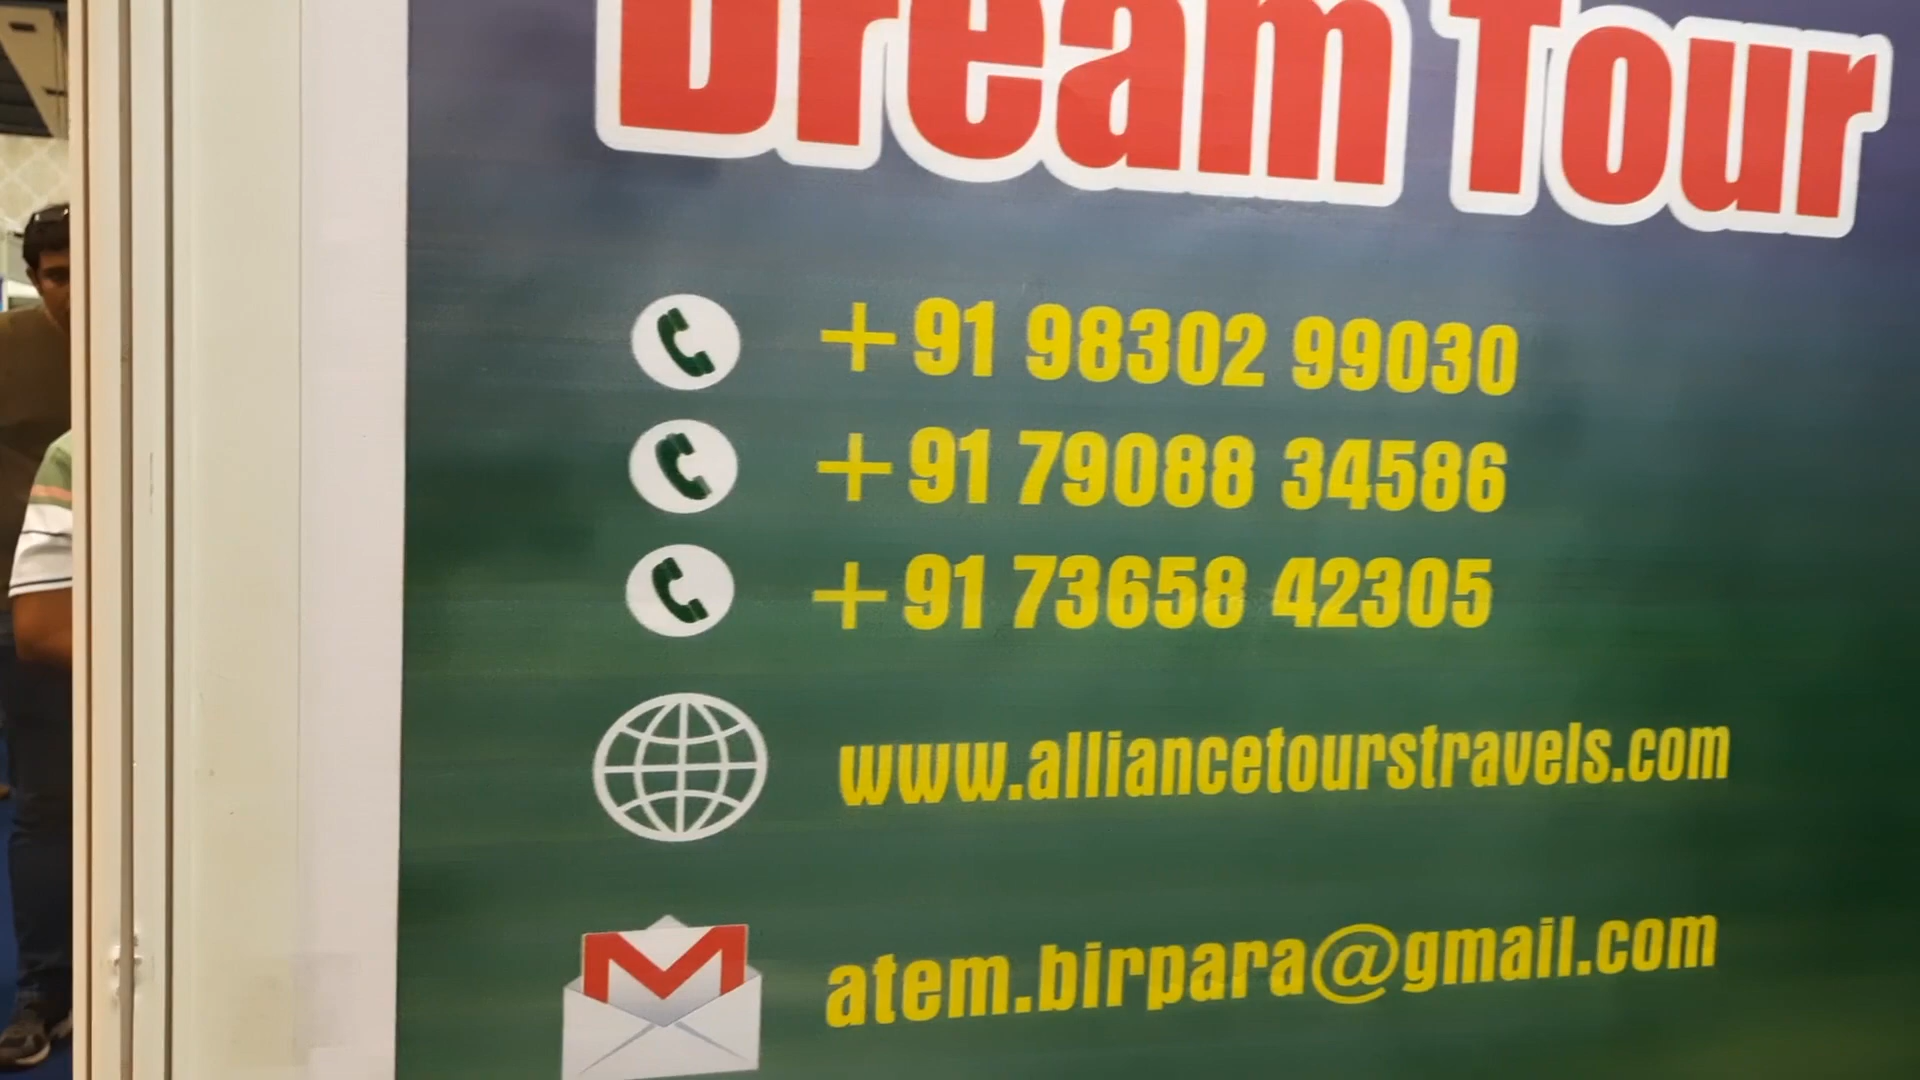 Dream Tour
+91 98302 99030
+91 79088 34586
+91 73658 42305
www.alliancetourstravels.com
atem.birpara@gmail.com